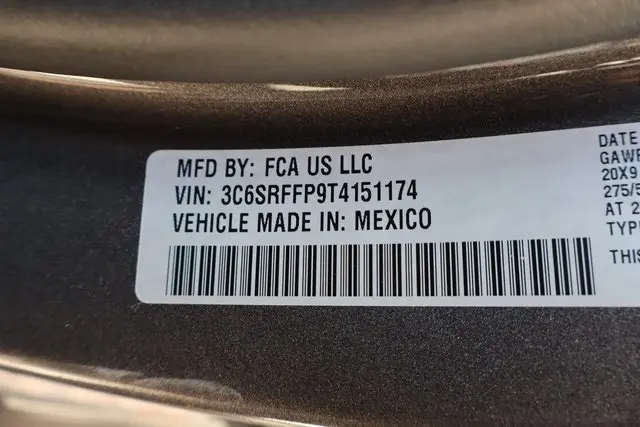 MFD BY: FCA US LLC
VIN: 3C6SRFFP9T4151174
VEHICLE MADE IN: MEXICO
DATE
GAWR
20X9
275/5
AT 2
TYP
THIS